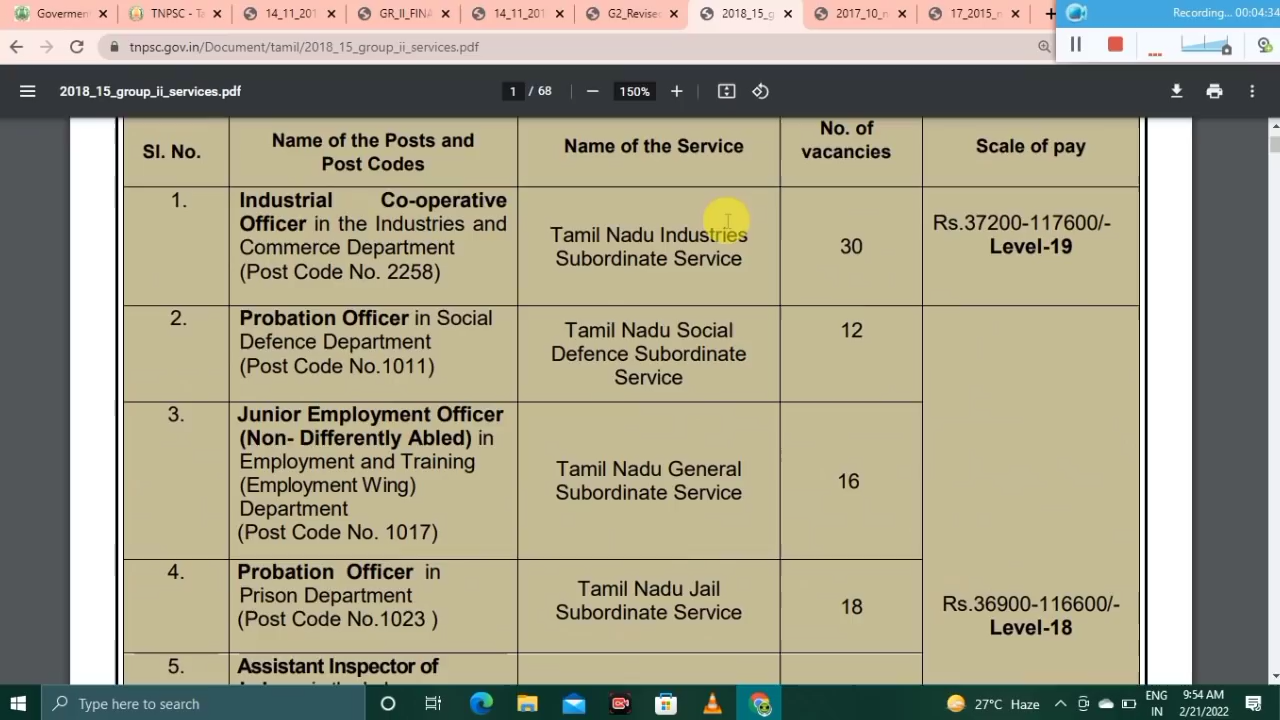 Government
TNPSC - Ta
14_11_201
GR_II_FINA
14_11_201
G2_Revised
2018_15_g
2017_10_n
17_2015_n
Recording... 00:04:34
tnpsc.gov.in/Document/tamil/2018_15_group_ii_services.pdf
2018_15_group_ii_services.pdf
1 / 68
150%
Sl. No.
Name of the Posts and
Post Codes
Name of the Service
No. of
vacancies
Scale of pay
1.
Industrial Co-operative
Officer in the Industries and
Commerce Department
(Post Code No. 2258)
Tamil Nadu Industries
Subordinate Service
30
Rs.37200-117600/-
Level-19
2.
Probation Officer in Social
Defence Department
(Post Code No.1011)
Tamil Nadu Social
Defence Subordinate
Service
12
3.
Junior Employment Officer
(Non- Differently Abled) in
Employment and Training
(Employment Wing)
Department
(Post Code No. 1017)
Tamil Nadu General
Subordinate Service
16
4.
Probation Officer in
Prison Department
(Post Code No.1023 )
Tamil Nadu Jail
Subordinate Service
18
Rs.36900-116600/-
Level-18
5.
Assistant Inspector of
Type here to search
27°C Haze
ENG
IN
9:54 AM
2/21/2022